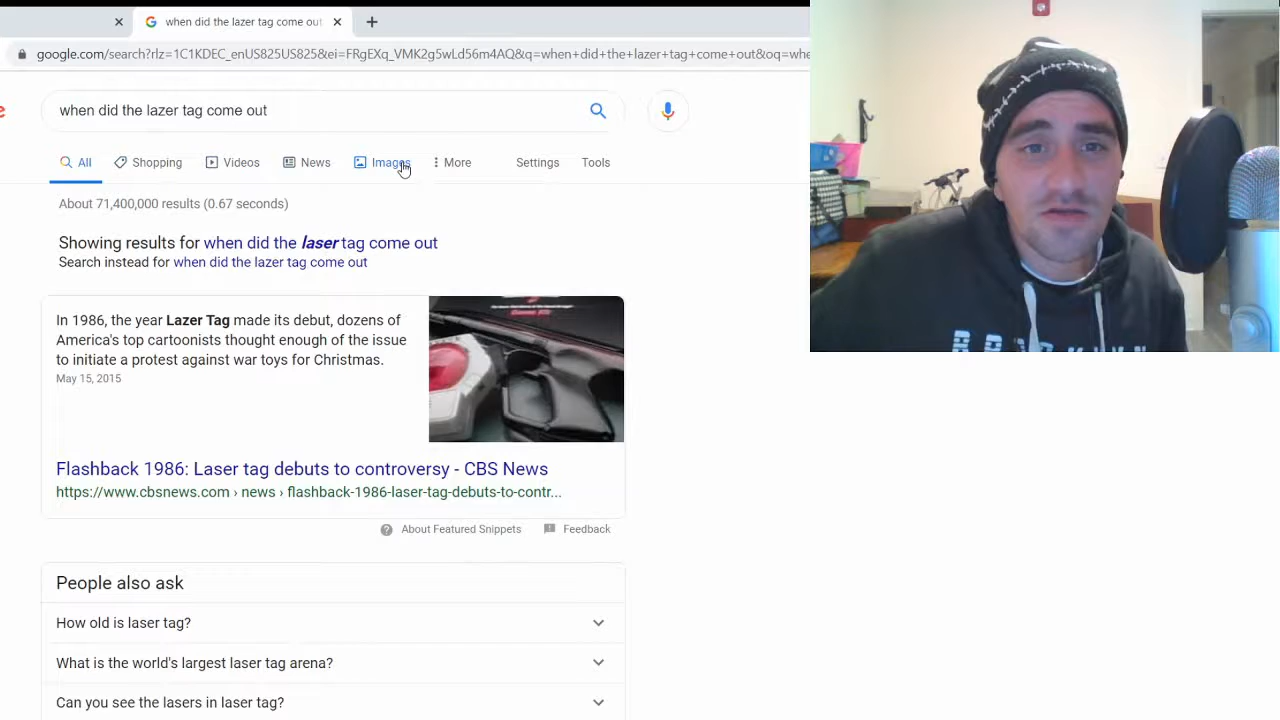 when did the lazer tag come out
google.com/search?rlz=1C1KDEC_enUS825US825&ei=FRgEXq_VMK2g5wLd56m4AQ&q=when+did+the+lazer+tag+come+out&oq=whe
when did the lazer tag come out
All Shopping Videos News Images More Settings Tools
About 71,400,000 results (0.67 seconds)
Showing results for when did the laser tag come out
Search instead for when did the lazer tag come out
In 1986, the year Lazer Tag made its debut, dozens of
America's top cartoonists thought enough of the issue
to initiate a protest against war toys for Christmas.
May 15, 2015
Flashback 1986: Laser tag debuts to controversy - CBS News
https://www.cbsnews.com › news › flashback-1986-laser-tag-debuts-to-contr...
About Featured Snippets Feedback
People also ask
How old is laser tag?
What is the world's largest laser tag arena?
Can you see the lasers in laser tag?